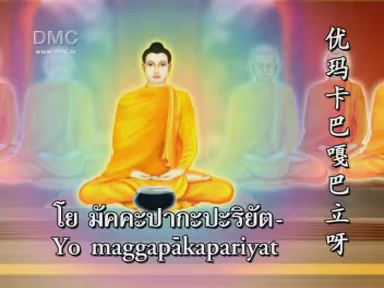 DMC
www.dmc.tv
优玛卡巴嘎巴立呀
โย มัคคะปากะปะริยัต-
Yo maggapākapariyat